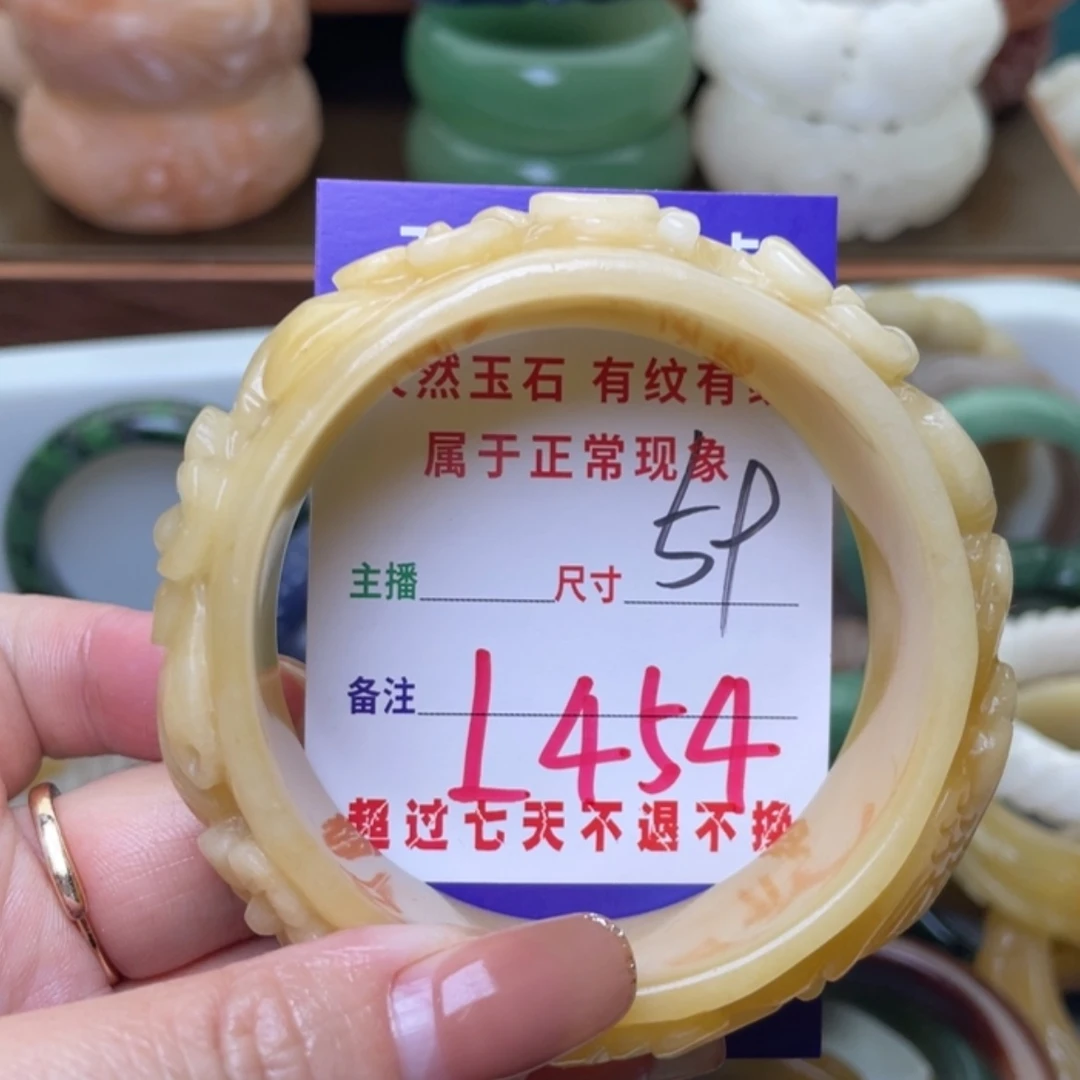 然玉石 有纹有
属于正常现象
主播 尺寸
备注 L454
超过七天不退不换